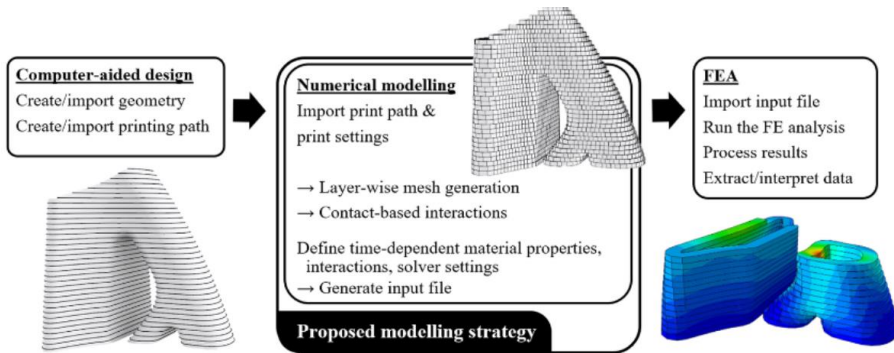 Computer-aided design
Create/import geometry
Create/import printing path
Numerical modelling
Import print path &
print settings
→ Layer-wise mesh generation
→ Contact-based interactions
Define time-dependent material properties,
interactions, solver settings
→ Generate input file
Proposed modelling strategy
FEA
Import input file
Run the FE analysis
Process results
Extract/interpret data